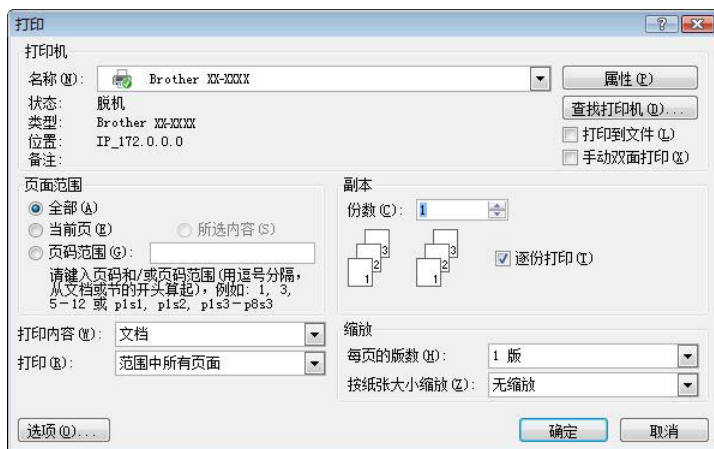 打印
打印机
名称(N): Brother XX-XXXX 属性(P)
状态: 脱机 查找打印机(D)...
类型: Brother XX-XXXX 打印到文件(L)
位置: IP_172.0.0.0 手动双面打印(X)
备注:
页面范围
全部(A)
当前页(E) 所选内容(S)
页码范围(G):
请键入页码和/或页码范围(用逗号分隔,
从文档或节的开头算起), 例如: 1, 3,
5-12 或 p1s1, p1s2, p1s3-p8s3
副本
份数(C): 1
1 2 3 1 2 3 逐份打印(T)
打印内容(W): 文档
打印(R): 范围中所有页面
缩放
每页的版数(H): 1 版
按纸张大小缩放(Z): 无缩放
选项(O)... 确定 取消